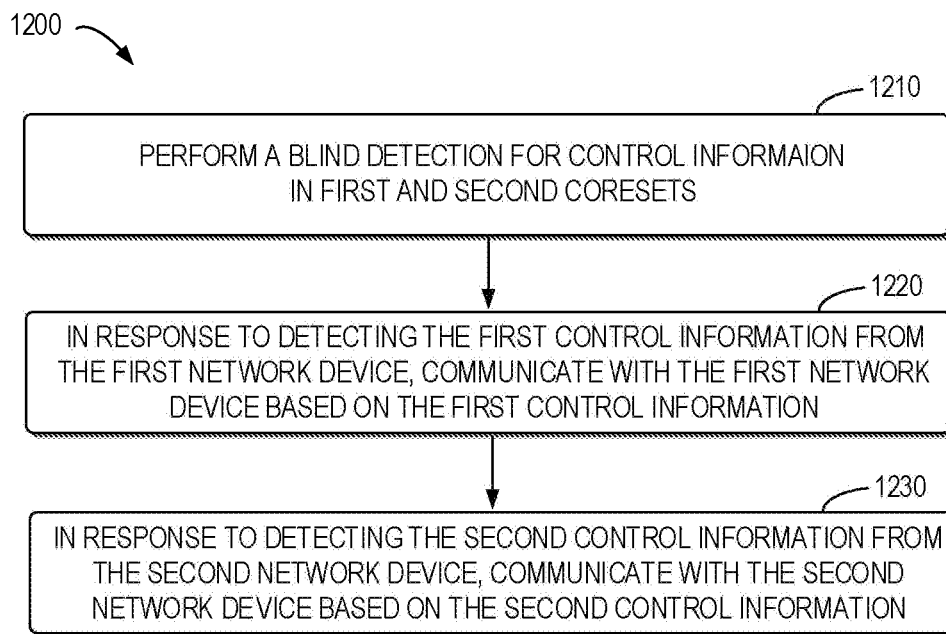 1200
1210
PERFORM A BLIND DETECTION FOR CONTROL INFORMAION
IN FIRST AND SECOND CORESETS
1220
IN RESPONSE TO DETECTING THE FIRST CONTROL INFORMATION FROM
THE FIRST NETWORK DEVICE, COMMUNICATE WITH THE FIRST NETWORK
DEVICE BASED ON THE FIRST CONTROL INFORMATION
1230
IN RESPONSE TO DETECTING THE SECOND CONTROL INFORMATION FROM
THE SECOND NETWORK DEVICE, COMMUNICATE WITH THE SECOND
NETWORK DEVICE BASED ON THE SECOND CONTROL INFORMATION